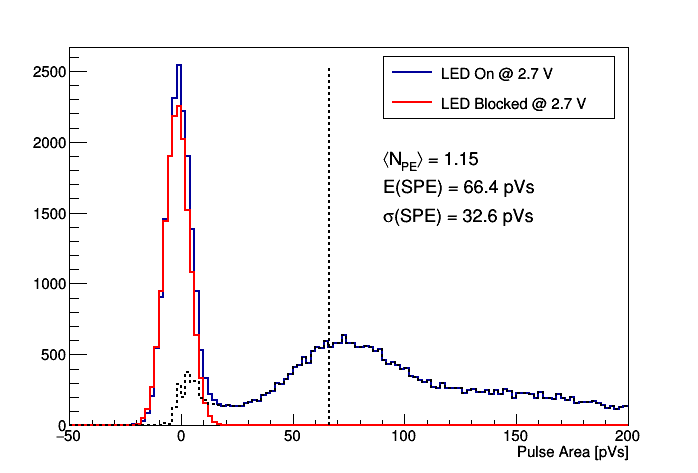 LED On @ 2.7 V
LED Blocked @ 2.7 V
⟨N_PE⟩ = 1.15
E(SPE) = 66.4 pVs
σ(SPE) = 32.6 pVs
2500
2000
1500
1000
500
0
−50 0 50 100 150 200
Pulse Area [pVs]